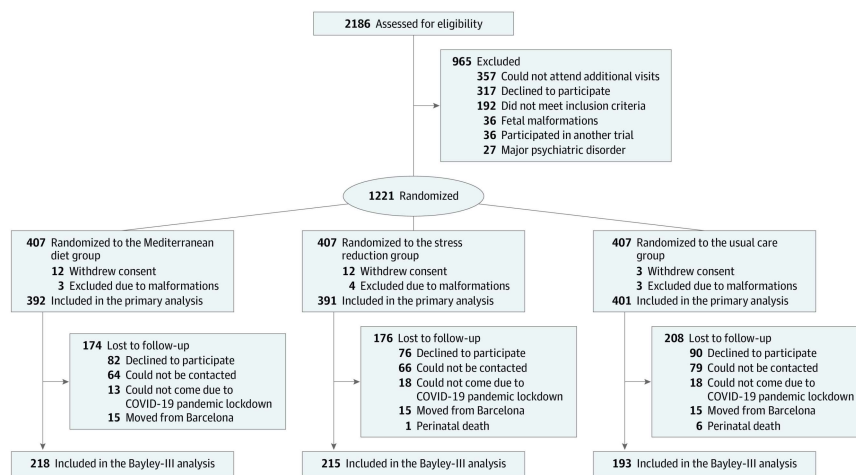 2186 Assessed for eligibility
965 Excluded
357 Could not attend additional visits
317 Declined to participate
192 Did not meet inclusion criteria
36 Fetal malformations
36 Participated in another trial
27 Major psychiatric disorder
1221 Randomized
407 Randomized to the Mediterranean
diet group
12 Withdrew consent
3 Excluded due to malformations
392 Included in the primary analysis
407 Randomized to the stress
reduction group
12 Withdrew consent
4 Excluded due to malformations
391 Included in the primary analysis
407 Randomized to the usual care
group
3 Withdrew consent
3 Excluded due to malformations
401 Included in the primary analysis
174 Lost to follow-up
82 Declined to participate
64 Could not be contacted
13 Could not come due to
COVID-19 pandemic lockdown
15 Moved from Barcelona
176 Lost to follow-up
76 Declined to participate
66 Could not be contacted
18 Could not come due to
COVID-19 pandemic lockdown
15 Moved from Barcelona
1 Perinatal death
208 Lost to follow-up
90 Declined to participate
79 Could not be contacted
18 Could not come due to
COVID-19 pandemic lockdown
15 Moved from Barcelona
6 Perinatal death
218 Included in the Bayley-III analysis
215 Included in the Bayley-III analysis
193 Included in the Bayley-III analysis